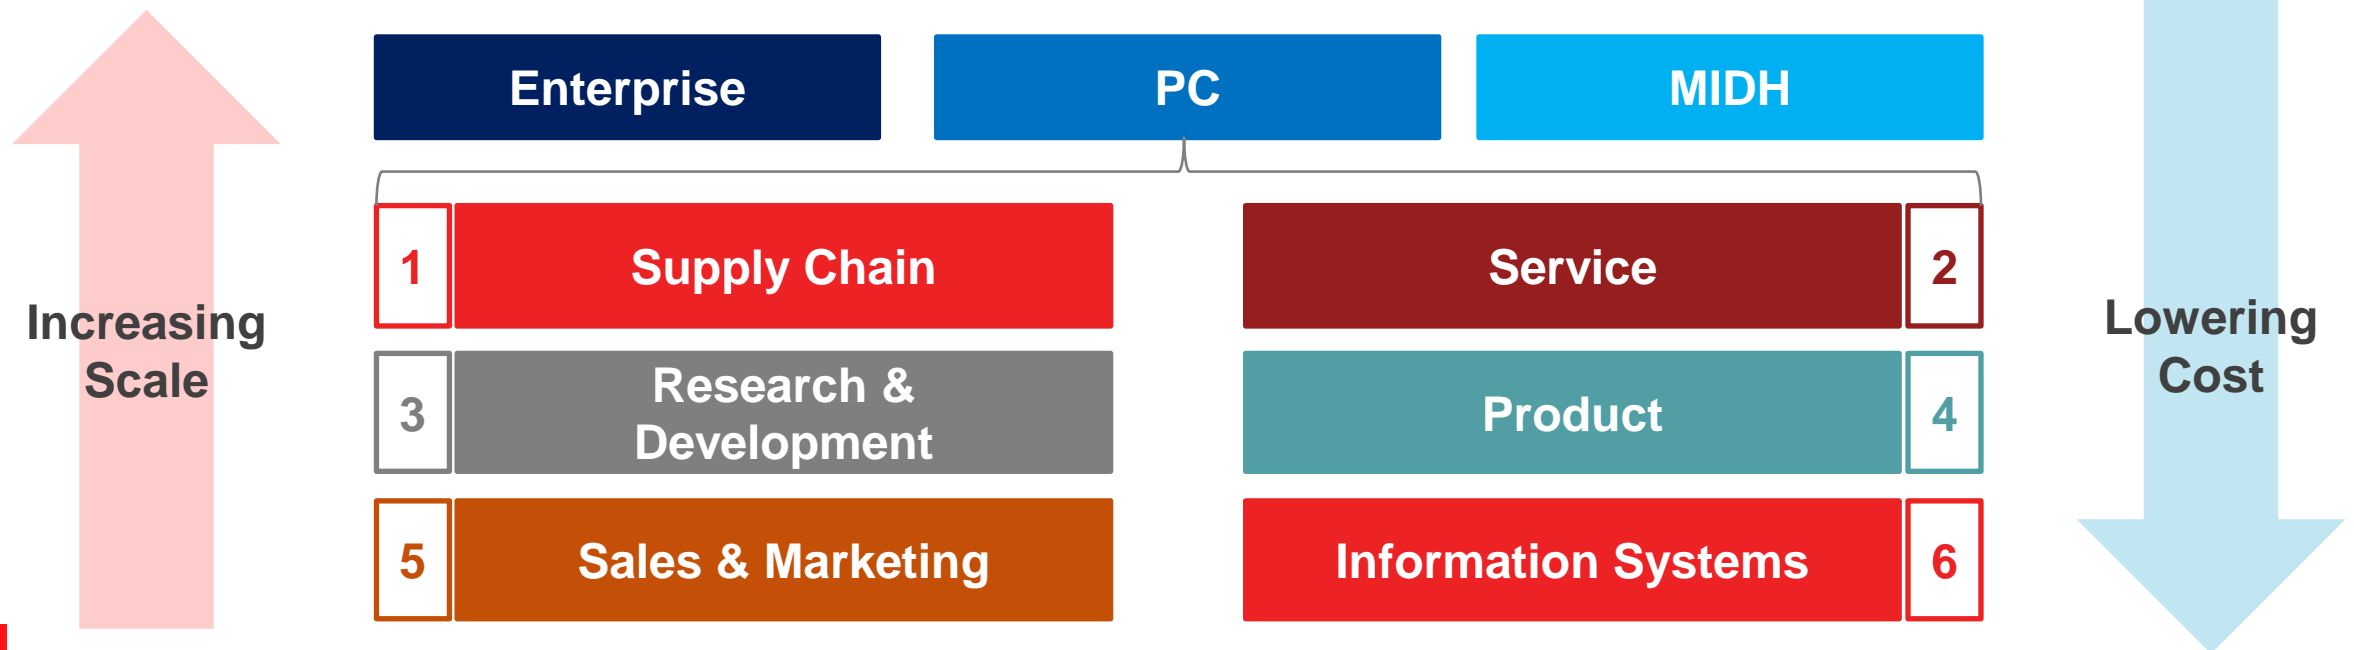 Enterprise
PC
MIDH
1
Supply Chain
Service
2
Increasing
Scale
3
Research &
Development
Product
4
Lowering
Cost
5
Sales & Marketing
Information Systems
6